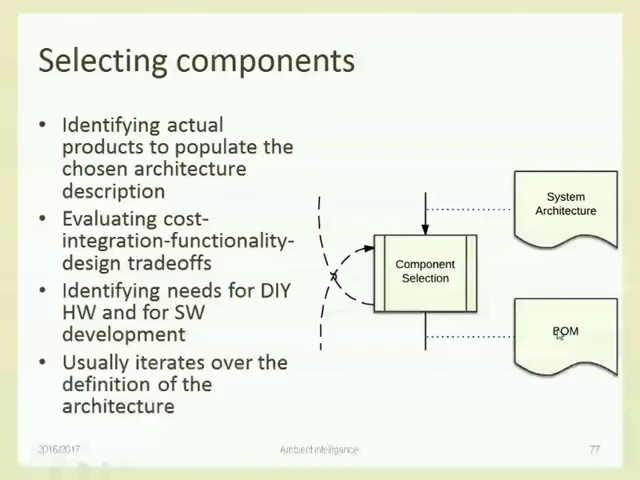 Selecting components
• Identifying actual
products to populate the
chosen architecture
description
• Evaluating cost-
integration-functionality-
design tradeoffs
• Identifying needs for DIY
HW and for SW
development
• Usually iterates over the
definition of the
architecture
System
Architecture
Component
Selection
BOM
2016/2017
Ambient intelligence
77